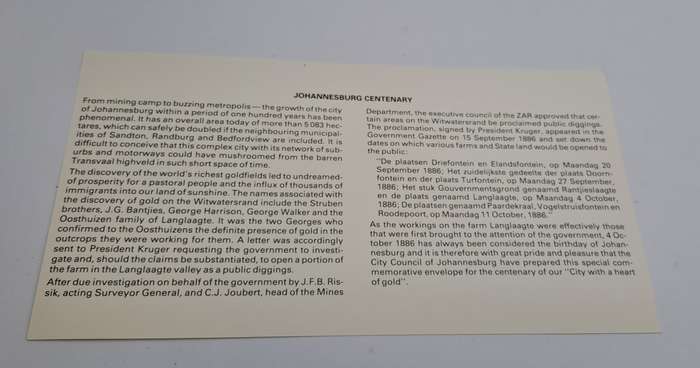 JOHANNESBURG CENTENARY
From mining camp to buzzing metropolis — the growth of the city
of Johannesburg within a period of one hundred years has been
phenomenal. It has an overall area today of more than 5 083 hec-
tares, which can safely be doubled if the neighbouring municipal-
ities of Sandton, Randburg and Bedfordview are included. It is
difficult to conceive that this complex city with its network of sub-
urbs and motorways could have mushroomed from the barren
Transvaal highveld in such short space of time.
The discovery of the world's richest goldfields led to undreamed-
of prosperity for a pastoral people and the influx of thousands of
immigrants into our land of sunshine. The names associated with
the discovery of gold on the Witwatersrand include the Struben
brothers, J.G. Bantjies, George Harrison, George Walker and the
Oosthuizen family of Langlaagte. It was the two Georges who
confirmed to the Oosthuizens the definite presence of gold in the
outcrops they were working for them. A letter was accordingly
sent to President Kruger requesting the government to investi-
gate and, should the claims be substantiated, to open a portion of
the farm in the Langlaagte valley as a public diggings.
After due investigation on behalf of the government by J.F.B. Ris-
sik, acting Surveyor General, and C.J. Joubert, head of the Mines
Department, the executive council of the ZAR approved that cer-
tain areas on the Witwatersrand be proclaimed public diggings.
The proclamation, signed by President Kruger, appeared in the
Government Gazette on 15 September 1886 and set down the
dates on which various farms and State land would be opened to
the public:
"De plaatsen Driefontein en Elandsfontein, op Maandag 20
September 1886; Het zuidelijkste gedeelte der plaats Doorn-
fontein en der plaats Turfontein, op Maandag 27 September,
1886; Het stuk Gouvernmentsgrond genaamd Rantjieslaagte
en de plaats genaamd Langlaagte, op Maandag 4 October,
1886; De plaatsen genaamd Paardekraal, Vogelstruisfontein en
Roodepoort, op Maandag 11 October, 1886."
As the workings on the farm Langlaagte were effectively those
that were first brought to the attention of the government, 4 Oc-
tober 1886 has always been considered the birthday of Johan-
nesburg and it is therefore with great pride and pleasure that the
City Council of Johannesburg have prepared this special com-
memorative envelope for the centenary of our "City with a heart
of gold".